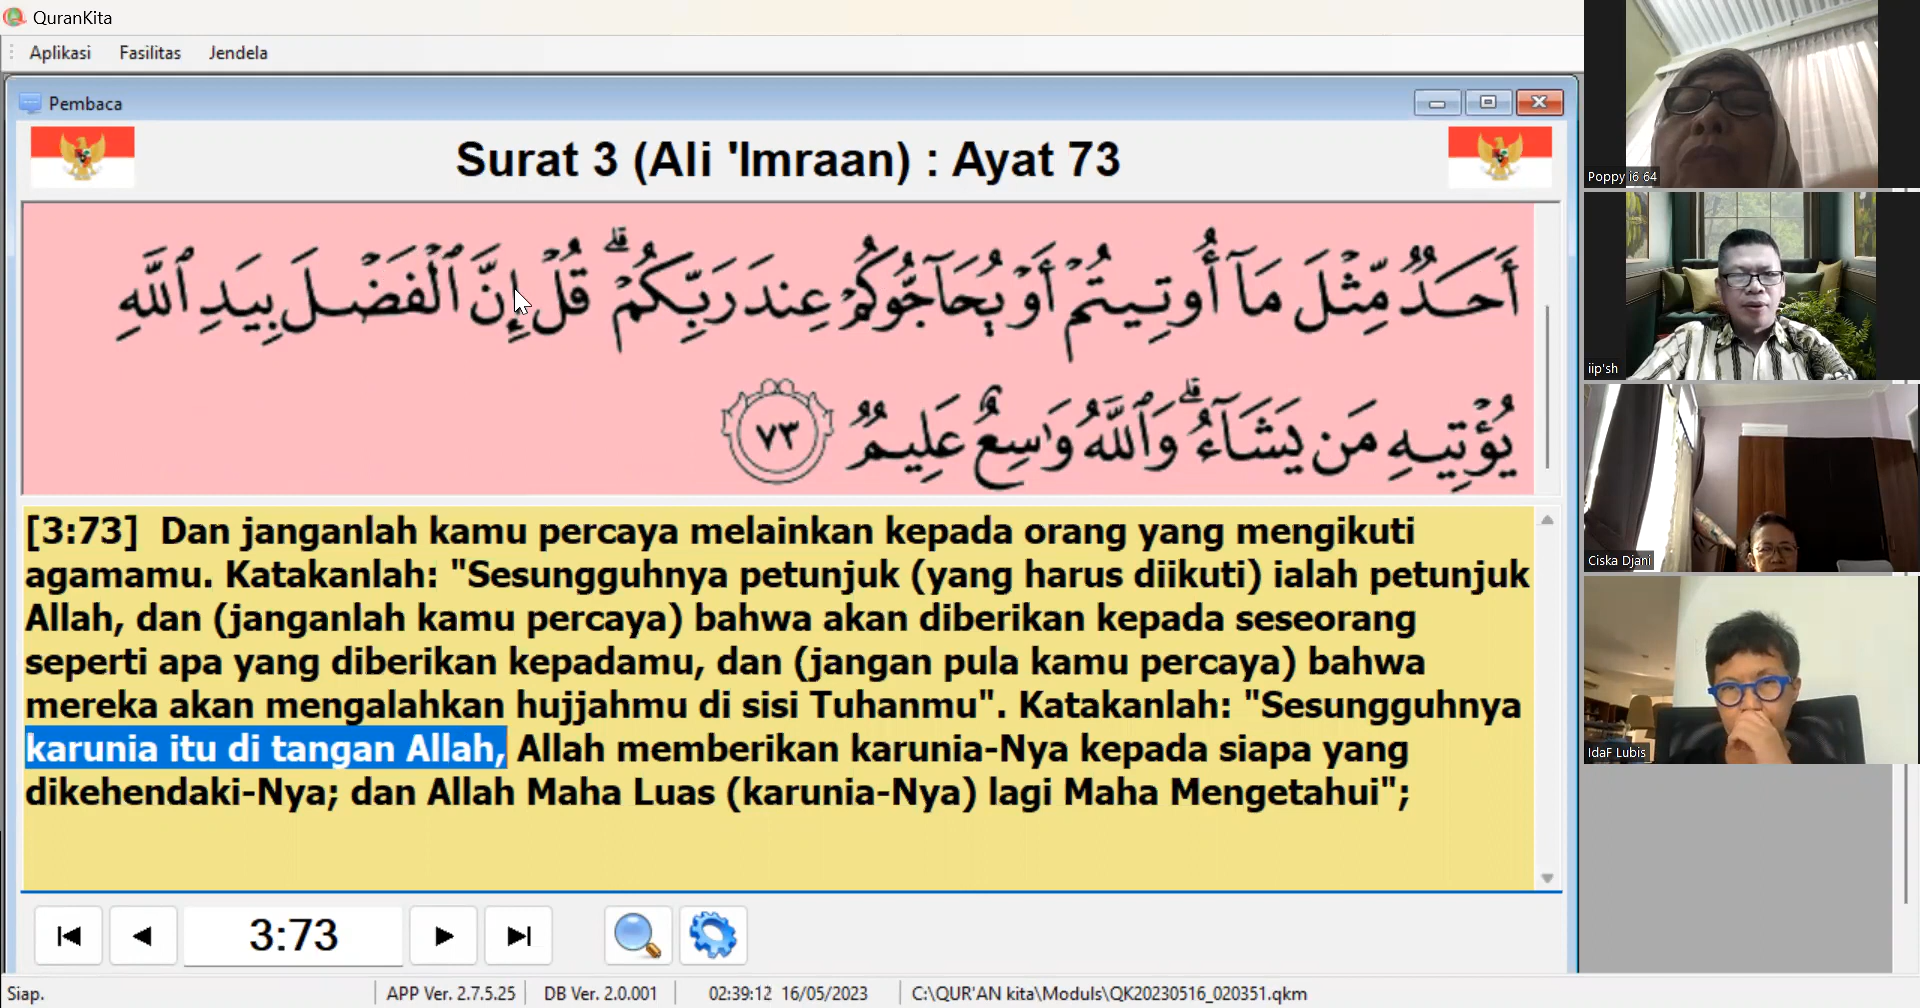 QuranKita
Aplikasi Fasilitas Jendela
Pembaca
Surat 3 (Ali 'Imraan) : Ayat 73
أَحَدٌ مِّثْلَ مَآ أُوتِيتُمْ أَوْ يُحَآجُّوكُمْ عِندَ رَبِّكُمْ ۗ قُلْ إِنَّ ٱلْفَضْلَ بِيَدِ ٱللَّهِ
يُؤْتِيهِ مَن يَشَآءُ ۗ وَٱللَّهُ وَٰسِعٌ عَلِيمٌ ٧٣
[3:73] Dan janganlah kamu percaya melainkan kepada orang yang mengikuti
agamamu. Katakanlah: "Sesungguhnya petunjuk (yang harus diikuti) ialah petunjuk
Allah, dan (janganlah kamu percaya) bahwa akan diberikan kepada seseorang
seperti apa yang diberikan kepadamu, dan (jangan pula kamu percaya) bahwa
mereka akan mengalahkan hujjahmu di sisi Tuhanmu". Katakanlah: "Sesungguhnya
karunia itu di tangan Allah, Allah memberikan karunia-Nya kepada siapa yang
dikehendaki-Nya; dan Allah Maha Luas (karunia-Nya) lagi Maha Mengetahui";
3:73
Siap. APP Ver. 2.7.5.25 DB Ver. 2.0.001 02:39:12 16/05/2023 C:\QUR'AN kita\Moduls\QK20230516_020351.qkm
Poppy i6 64
iip'sh
Ciska Djani
IdaF Lubis